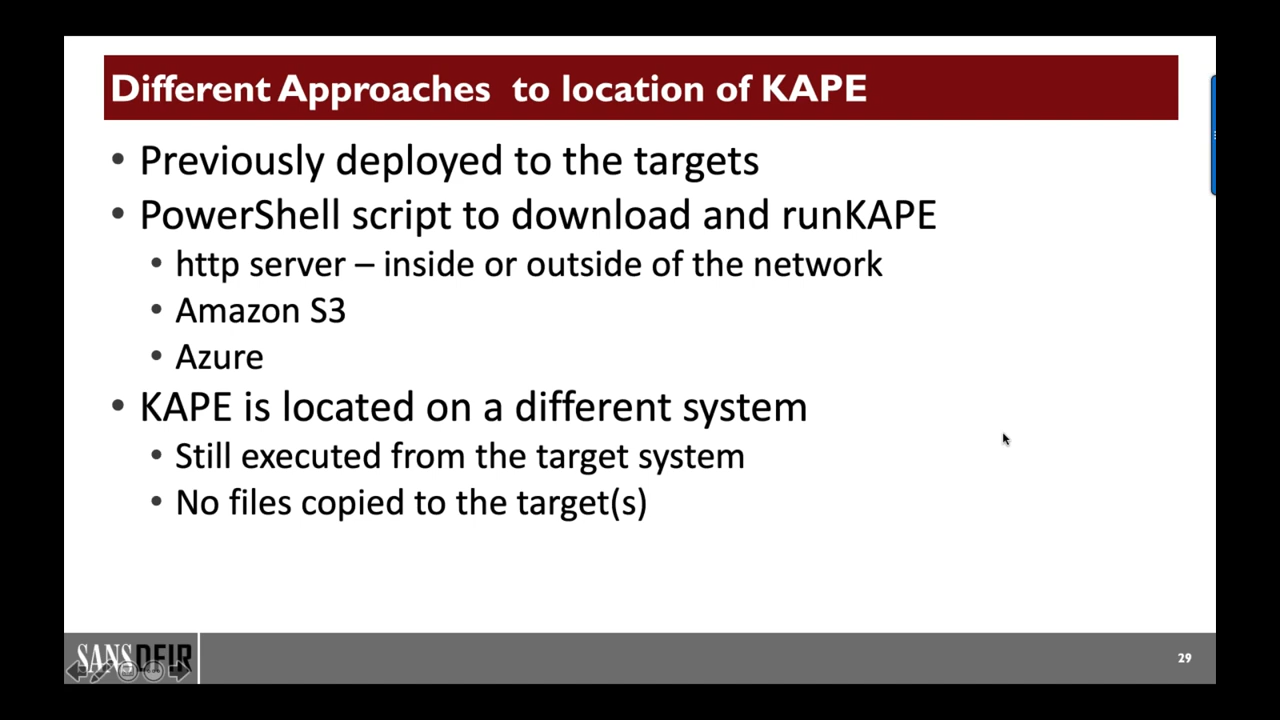 Different Approaches to location of KAPE
• Previously deployed to the targets
• PowerShell script to download and runKAPE
• http server – inside or outside of the network
• Amazon S3
• Azure
• KAPE is located on a different system
• Still executed from the target system
• No files copied to the target(s)
SANS DFIR
29